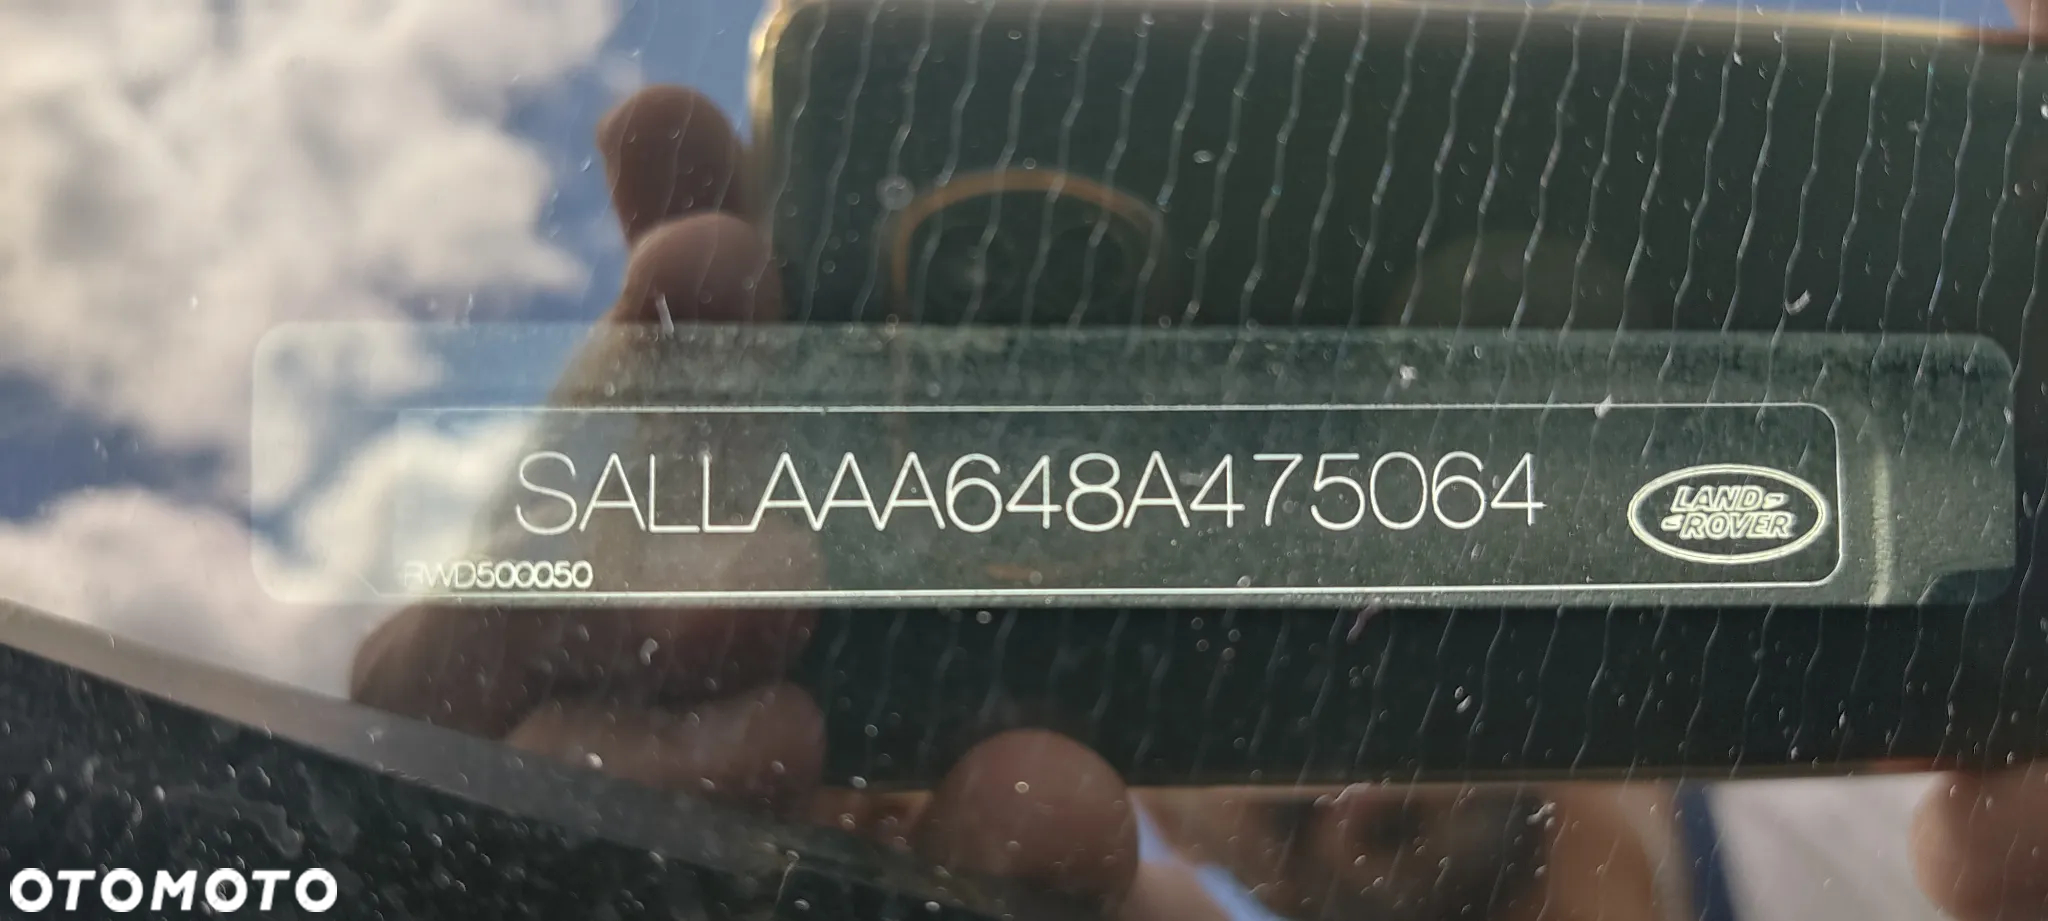 SALLAAA648A475064
LAND
ROVER
RWD500050
OTOMOTO